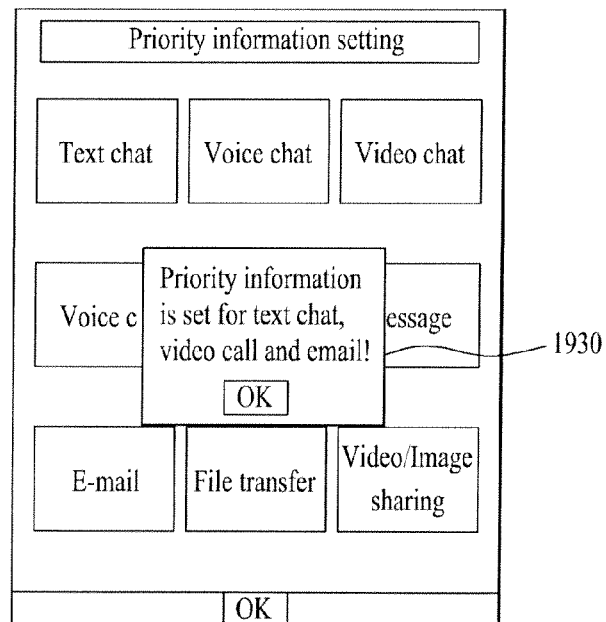 Priority information setting
Text chat
Voice chat
Video chat
Voice c
Priority information
is set for text chat,
video call and email!
OK
essage
1930
E-mail
File transfer
Video/Image
sharing
OK